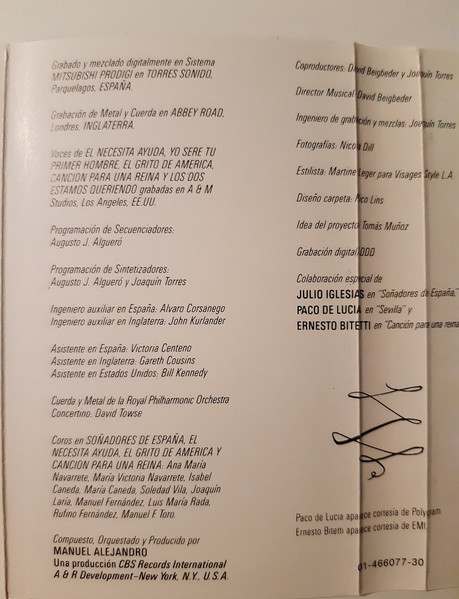 Grabado y mezclado digitalmente en Sistema
MITSUBISHI PRODIGI en TORRES SONIDO,
Parquelagos, ESPAÑA.
Grabación de Metal y Cuerda en ABBEY ROAD,
Londres, INGLATERRA.
Voces de EL NECESITA AYUDA, YO SERE TU
PRIMER HOMBRE, EL GRITO DE AMERICA,
CANCION PARA UNA REINA Y LOS DOS
ESTAMOS QUERIENDO grabadas en A & M
Studios, Los Angeles, EE.UU.
Programación de Secuenciadores:
Augusto J. Algueró
Programación de Sintetizadores:
Augusto J. Algueró y Joaquín Torres
Ingeniero auxiliar en España: Alvaro Corsanego
Ingeniero auxiliar en Inglaterra: John Kurlander
Asistente en España: Victoria Centeno
Asistente en Inglaterra: Gareth Cousins
Asistente en Estados Unidos: Bill Kennedy
Cuerda y Metal de la Royal Philharmonic Orchestra
Concertino: David Towse
Coros en SOÑADORES DE ESPAÑA, EL
NECESITA AYUDA, EL GRITO DE AMERICA Y
CANCION PARA UNA REINA: Ana María
Navarrete, María Victoria Navarrete, Isabel
Caneda, María Caneda, Soledad Vila, Joaquín
Laria, Manuel Fernández, Luis María Rada,
Rufino Fernández, Manuel F. Toro.
Compuesto, Orquestado y Producido por
MANUEL ALEJANDRO
Una producción CBS Records International
A & R Development-New York, N.Y., U.S.A.
Coproductores: David Beigbeder y Joaquín Torres
Director Musical: David Beigbeder
Ingeniero de grabación y mezclas: Joaquín Torres
Fotografías: Nicola Dill
Estilista: Martine Leger para Visages Style L.A.
Diseño carpeta: Lins
Idea del proyecto: Tomás Muñoz
Grabación digital DDD
Colaboración especial de
JULIO IGLESIAS en "Soñadores de España,"
PACO DE LUCIA en "Sevilla" y
ERNESTO BITETTI en "Canción para una reina
Paco de Lucia aparece cortesía de Polygram.
Ernesto Bitetti aparece cortesía de EMI.
01-466077-30